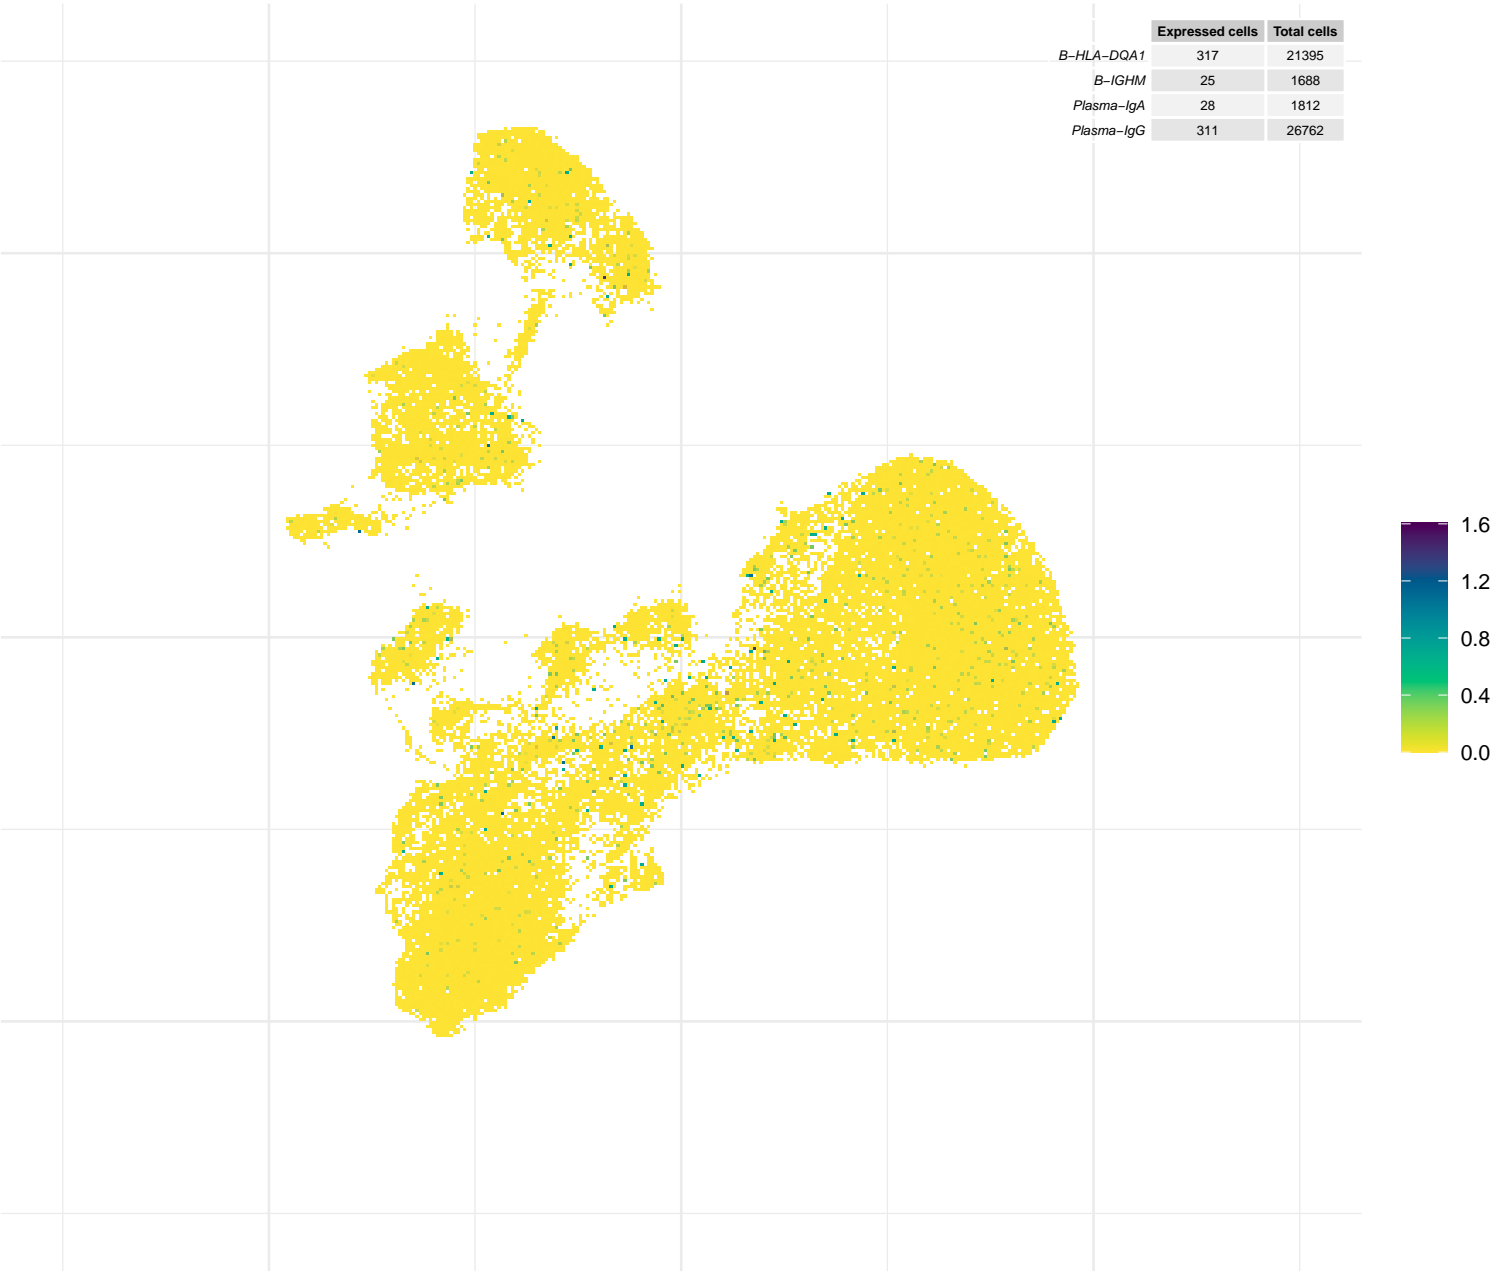 Expressed cells Total cells
B−HLA−DQA1 317 21395
B−IGHM 25 1688
Plasma−IgA 28 1812
Plasma−IgG 311 26762
1.6
1.2
0.8
0.4
0.0